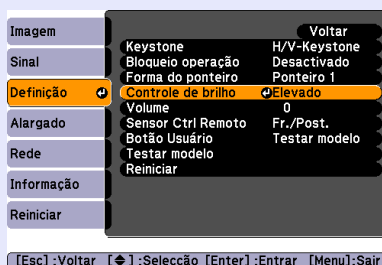 Imagem
Sinal
Definição
Alargado
Rede
Informação
Reiniciar
Voltar
Keystone H/V-Keystone
Bloqueio operação Desactivado
Forma do ponteiro Ponteiro 1
Controle de brilho Elevado
Volume 0
Sensor Ctrl Remoto Fr./Post.
Botão Usuário Testar modelo
Testar modelo
Reiniciar
[Esc] :Voltar [◆] :Selecção [Enter] :Entrar [Menu] :Sair